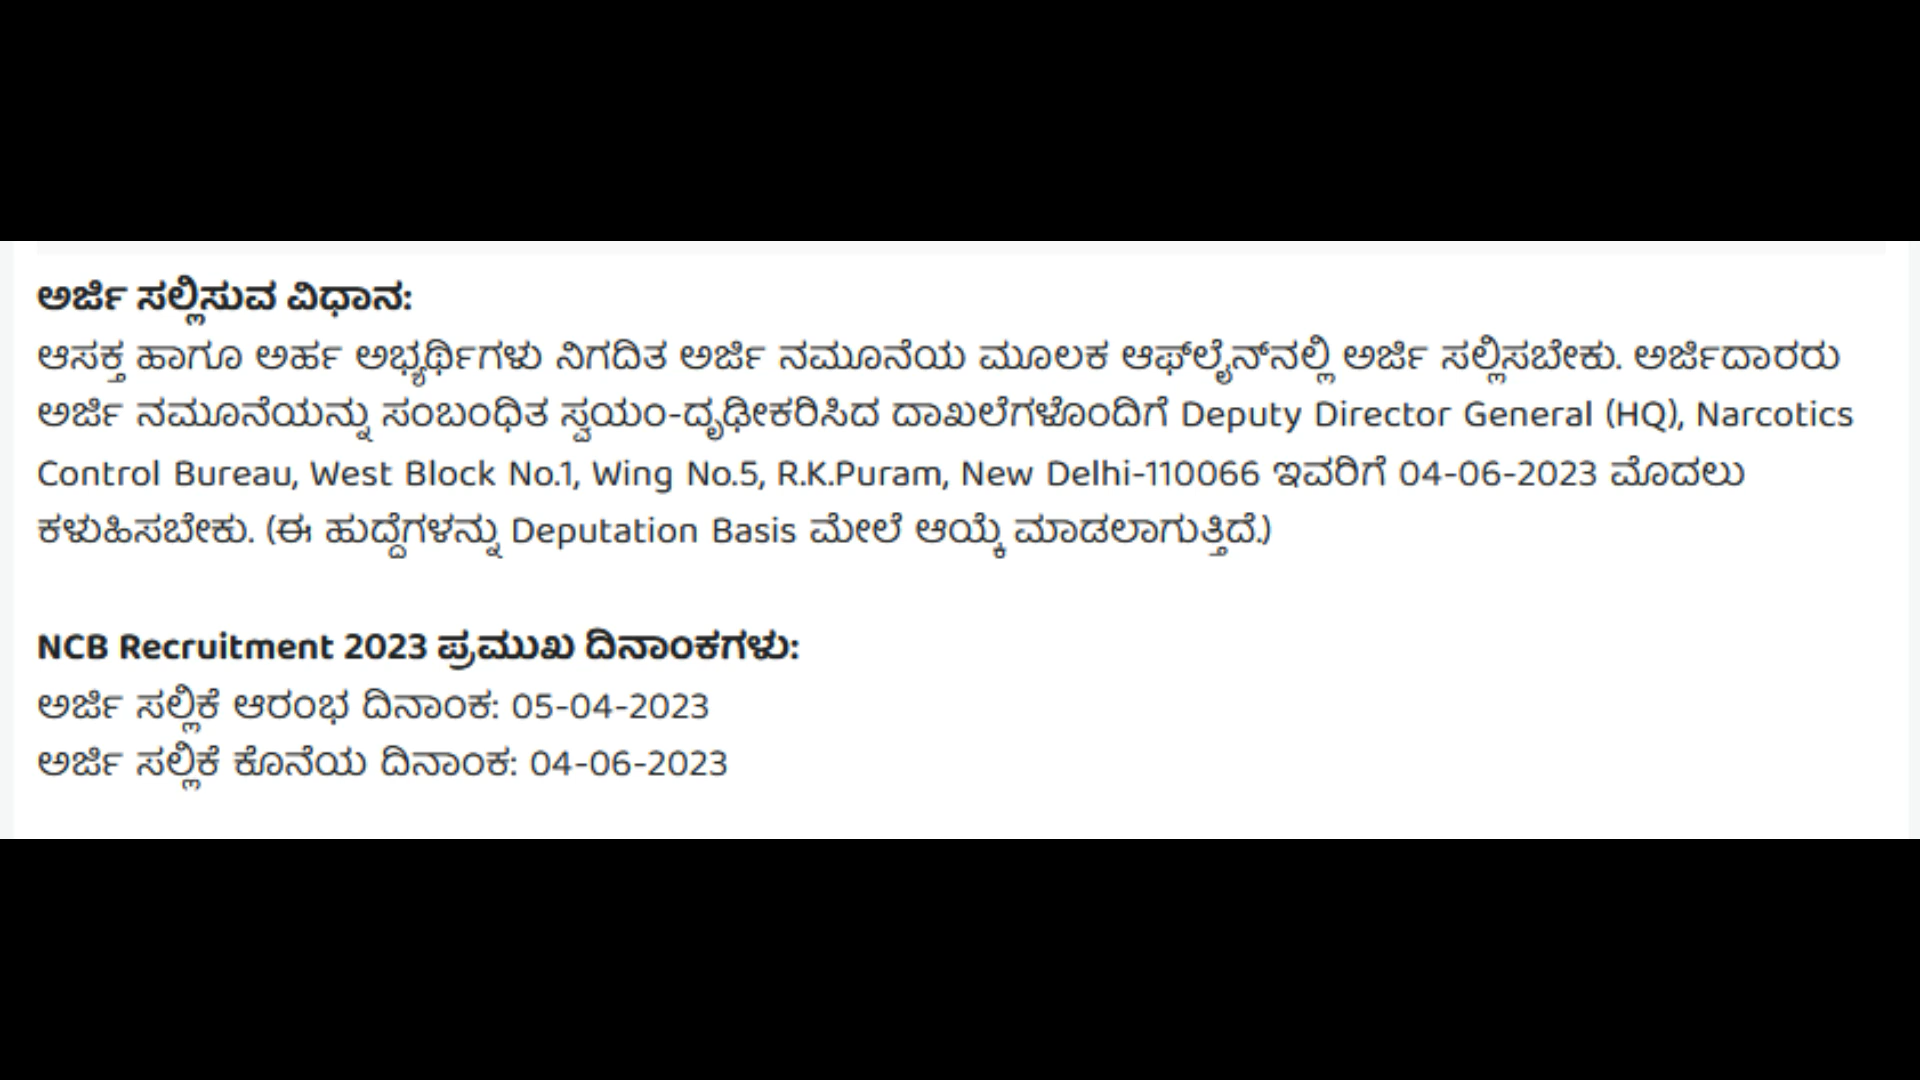 ಅರ್ಜಿ ಸಲ್ಲಿಸುವ ವಿಧಾನ:
ಆಸಕ್ತ ಹಾಗೂ ಅರ್ಹ ಅಭ್ಯರ್ಥಿಗಳು ನಿಗದಿತ ಅರ್ಜಿ ನಮೂನೆಯ ಮೂಲಕ ಆಫ್‌ಲೈನ್‌ನಲ್ಲಿ ಅರ್ಜಿ ಸಲ್ಲಿಸಬೇಕು. ಅರ್ಜಿದಾರರು
ಅರ್ಜಿ ನಮೂನೆಯನ್ನು ಸಂಬಂಧಿತ ಸ್ವಯಂ-ದೃಢೀಕರಿಸಿದ ದಾಖಲೆಗಳೊಂದಿಗೆ Deputy Director General (HQ), Narcotics
Control Bureau, West Block No.1, Wing No.5, R.K.Puram, New Delhi-110066 ಇವರಿಗೆ 04-06-2023 ಮೊದಲು
ಕಳುಹಿಸಬೇಕು. (ಈ ಹುದ್ದೆಗಳನ್ನು Deputation Basis ಮೇಲೆ ಆಯ್ಕೆ ಮಾಡಲಾಗುತ್ತಿದೆ.)
NCB Recruitment 2023 ಪ್ರಮುಖ ದಿನಾಂಕಗಳು:
ಅರ್ಜಿ ಸಲ್ಲಿಕೆ ಆರಂಭ ದಿನಾಂಕ: 05-04-2023
ಅರ್ಜಿ ಸಲ್ಲಿಕೆ ಕೊನೆಯ ದಿನಾಂಕ: 04-06-2023